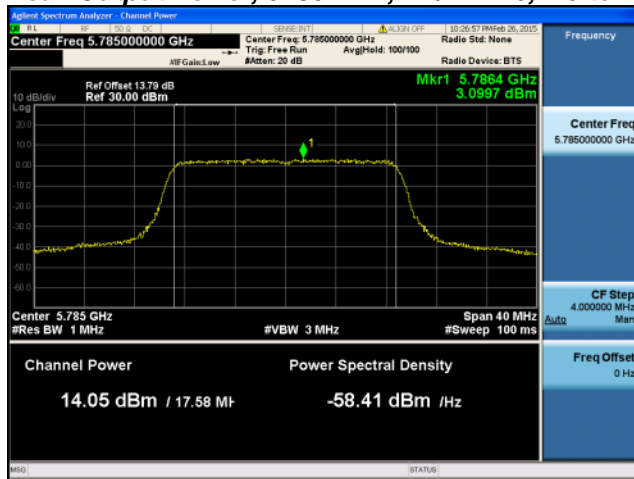 Agilent Spectrum Analyzer - Channel Power
RL RF 50 Ω DC SENSE:INT ALIGN OFF 10:26:57 PM Feb 26, 2015
Center Freq 5.785000000 GHz
Center Freq: 5.785000000 GHz
Radio Std: None
Trig: Free Run Avg|Hold: 100/100
#IFGain:Low #Atten: 20 dB Radio Device: BTS
Frequency
Mkr1 5.7864 GHz
3.0997 dBm
Ref Offset 13.79 dB
10 dB/div Ref 30.00 dBm
Log
20.0
10.0
1
0.00
-10.0
-20.0
-30.0
-40.0
-50.0
-60.0
Center 5.785 GHz Span 40 MHz
#Res BW 1 MHz #VBW 3 MHz #Sweep 100 ms
Channel Power Power Spectral Density
14.05 dBm / 17.58 MH -58.41 dBm /Hz
Center Freq
5.785000000 GHz
CF Step
4.000000 MHz
Auto Man
Freq Offset
0 Hz
MSG STATUS